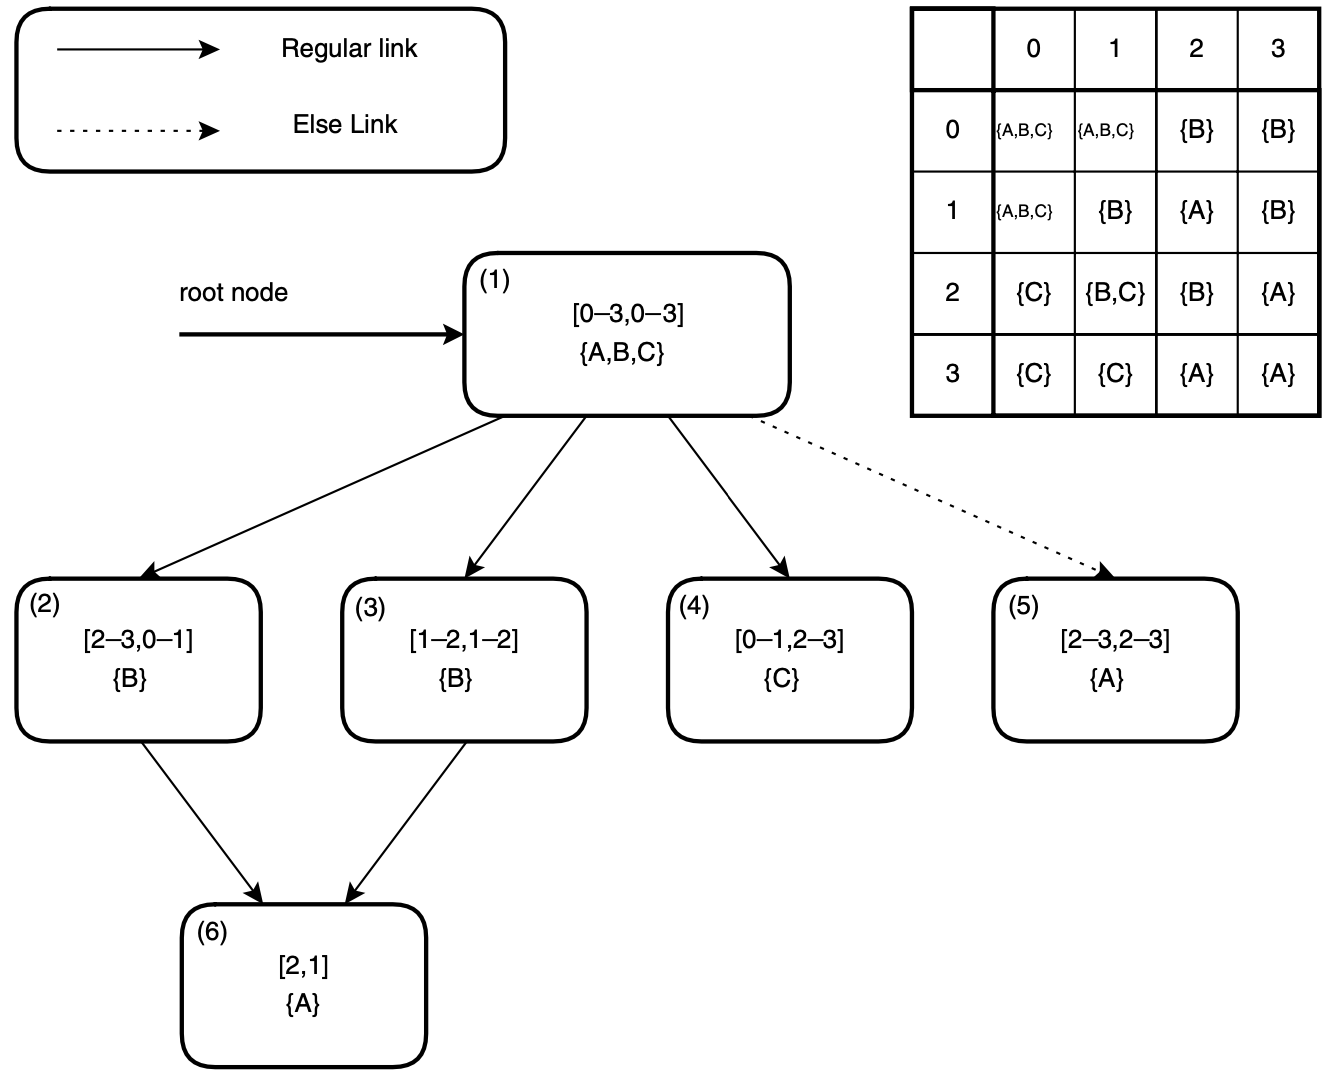 Regular link
Else Link
0 1 2 3
0 {A,B,C} {A,B,C} {B} {B}
1 {A,B,C} {B} {A} {B}
2 {C} {B,C} {B} {A}
3 {C} {C} {A} {A}
root node
(1)
[0–3,0–3]
{A,B,C}
(2)
[2–3,0–1]
{B}
(3)
[1–2,1–2]
{B}
(4)
[0–1,2–3]
{C}
(5)
[2–3,2–3]
{A}
(6)
[2,1]
{A}